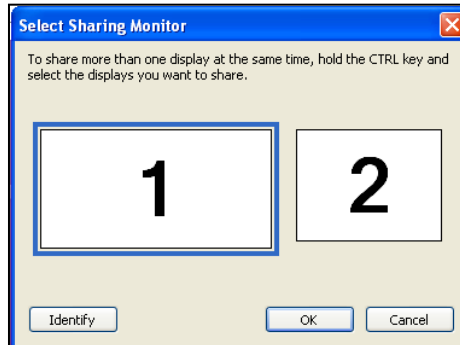 Select Sharing Monitor
To share more than one display at the same time, hold the CTRL key and
select the displays you want to share.
1 2
Identify OK Cancel